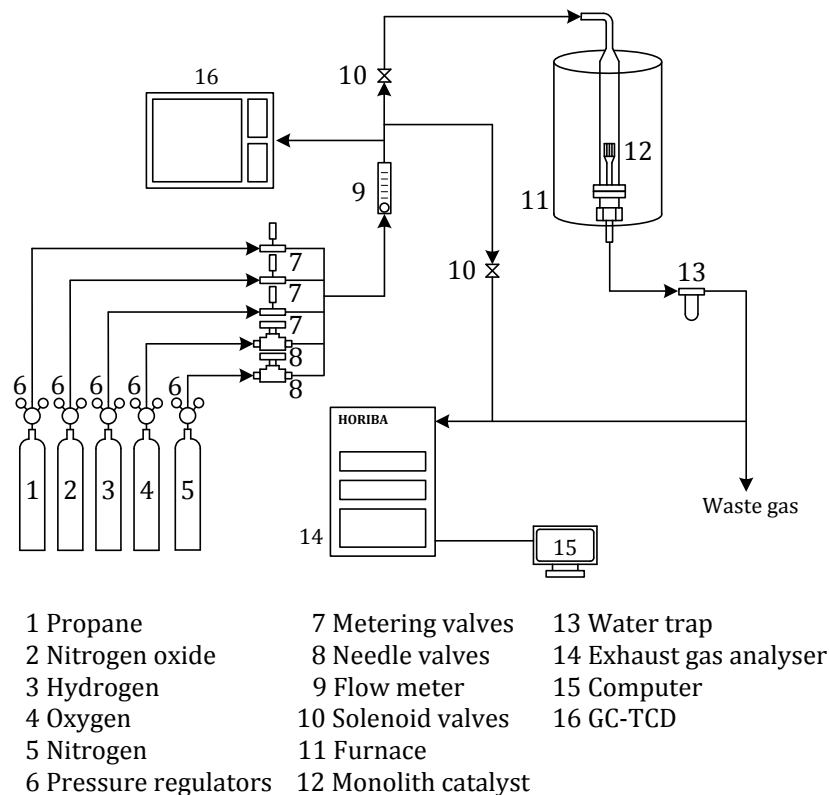 16
10
12
9
11
7
10
13
7
7
8
6 6 6 6 6
8
HORIBA
1 2 3 4 5
Waste gas
14
15
1 Propane
2 Nitrogen oxide
3 Hydrogen
4 Oxygen
5 Nitrogen
6 Pressure regulators
7 Metering valves
8 Needle valves
9 Flow meter
10 Solenoid valves
11 Furnace
12 Monolith catalyst
13 Water trap
14 Exhaust gas analyser
15 Computer
16 GC-TCD